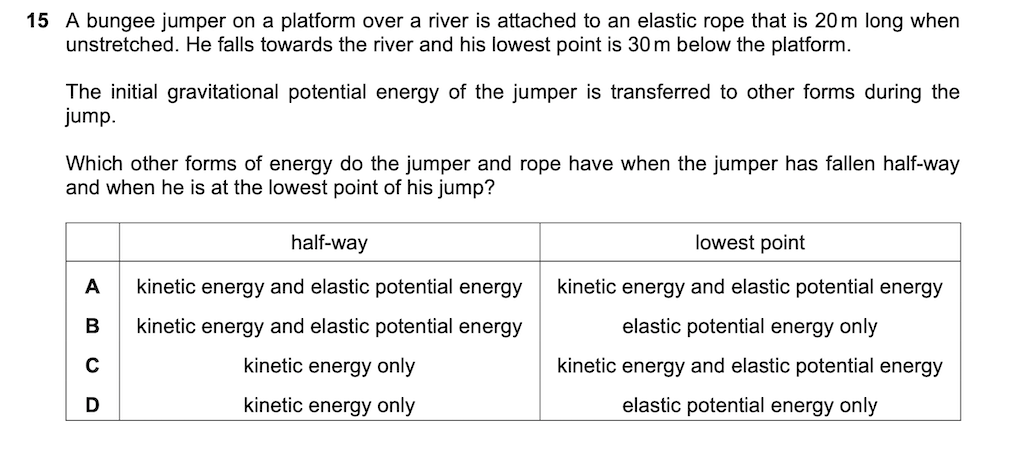 15 A bungee jumper on a platform over a river is attached to an elastic rope that is 20 m long when
unstretched. He falls towards the river and his lowest point is 30 m below the platform.
The initial gravitational potential energy of the jumper is transferred to other forms during the
jump.
Which other forms of energy do the jumper and rope have when the jumper has fallen half-way
and when he is at the lowest point of his jump?
half-way lowest point
A kinetic energy and elastic potential energy kinetic energy and elastic potential energy
B kinetic energy and elastic potential energy elastic potential energy only
C kinetic energy only kinetic energy and elastic potential energy
D kinetic energy only elastic potential energy only